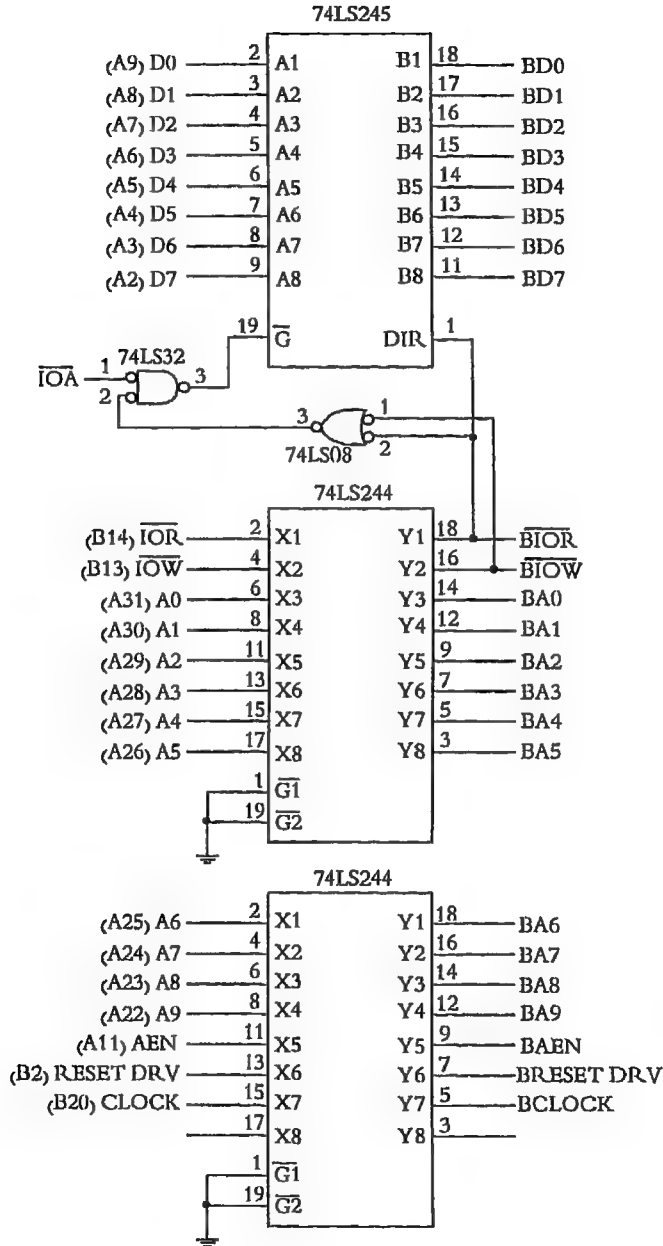 74LS245
(A9) D0 2 A1 B1 18 BD0
(A8) D1 3 A2 B2 17 BD1
(A7) D2 4 A3 B3 16 BD2
(A6) D3 5 A4 B4 15 BD3
(A5) D4 6 A5 B5 14 BD4
(A4) D5 7 A6 B6 13 BD5
(A3) D6 8 A7 B7 12 BD6
(A2) D7 9 A8 B8 11 BD7
19 G̅ DIR 1
74LS32
I̅O̅A̅ 1 3
2 3 1
74LS08 2
74LS244
(B14) I̅O̅R̅ 2 X1 Y1 18 B̅I̅O̅R̅
(B13) I̅O̅W̅ 4 X2 Y2 16 B̅I̅O̅W̅
(A31) A0 6 X3 Y3 14 BA0
(A30) A1 8 X4 Y4 12 BA1
(A29) A2 11 X5 Y5 9 BA2
(A28) A3 13 X6 Y6 7 BA3
(A27) A4 15 X7 Y7 5 BA4
(A26) A5 17 X8 Y8 3 BA5
1 G̅1̅
19 G̅2̅
74LS244
(A25) A6 2 X1 Y1 18 BA6
(A24) A7 4 X2 Y2 16 BA7
(A23) A8 6 X3 Y3 14 BA8
(A22) A9 8 X4 Y4 12 BA9
(A11) AEN 11 X5 Y5 9 BAEN
(B2) RESET DRV 13 X6 Y6 7 BRESET DRV
(B20) CLOCK 15 X7 Y7 5 BCLOCK
17 X8 Y8 3
1 G̅1̅
19 G̅2̅